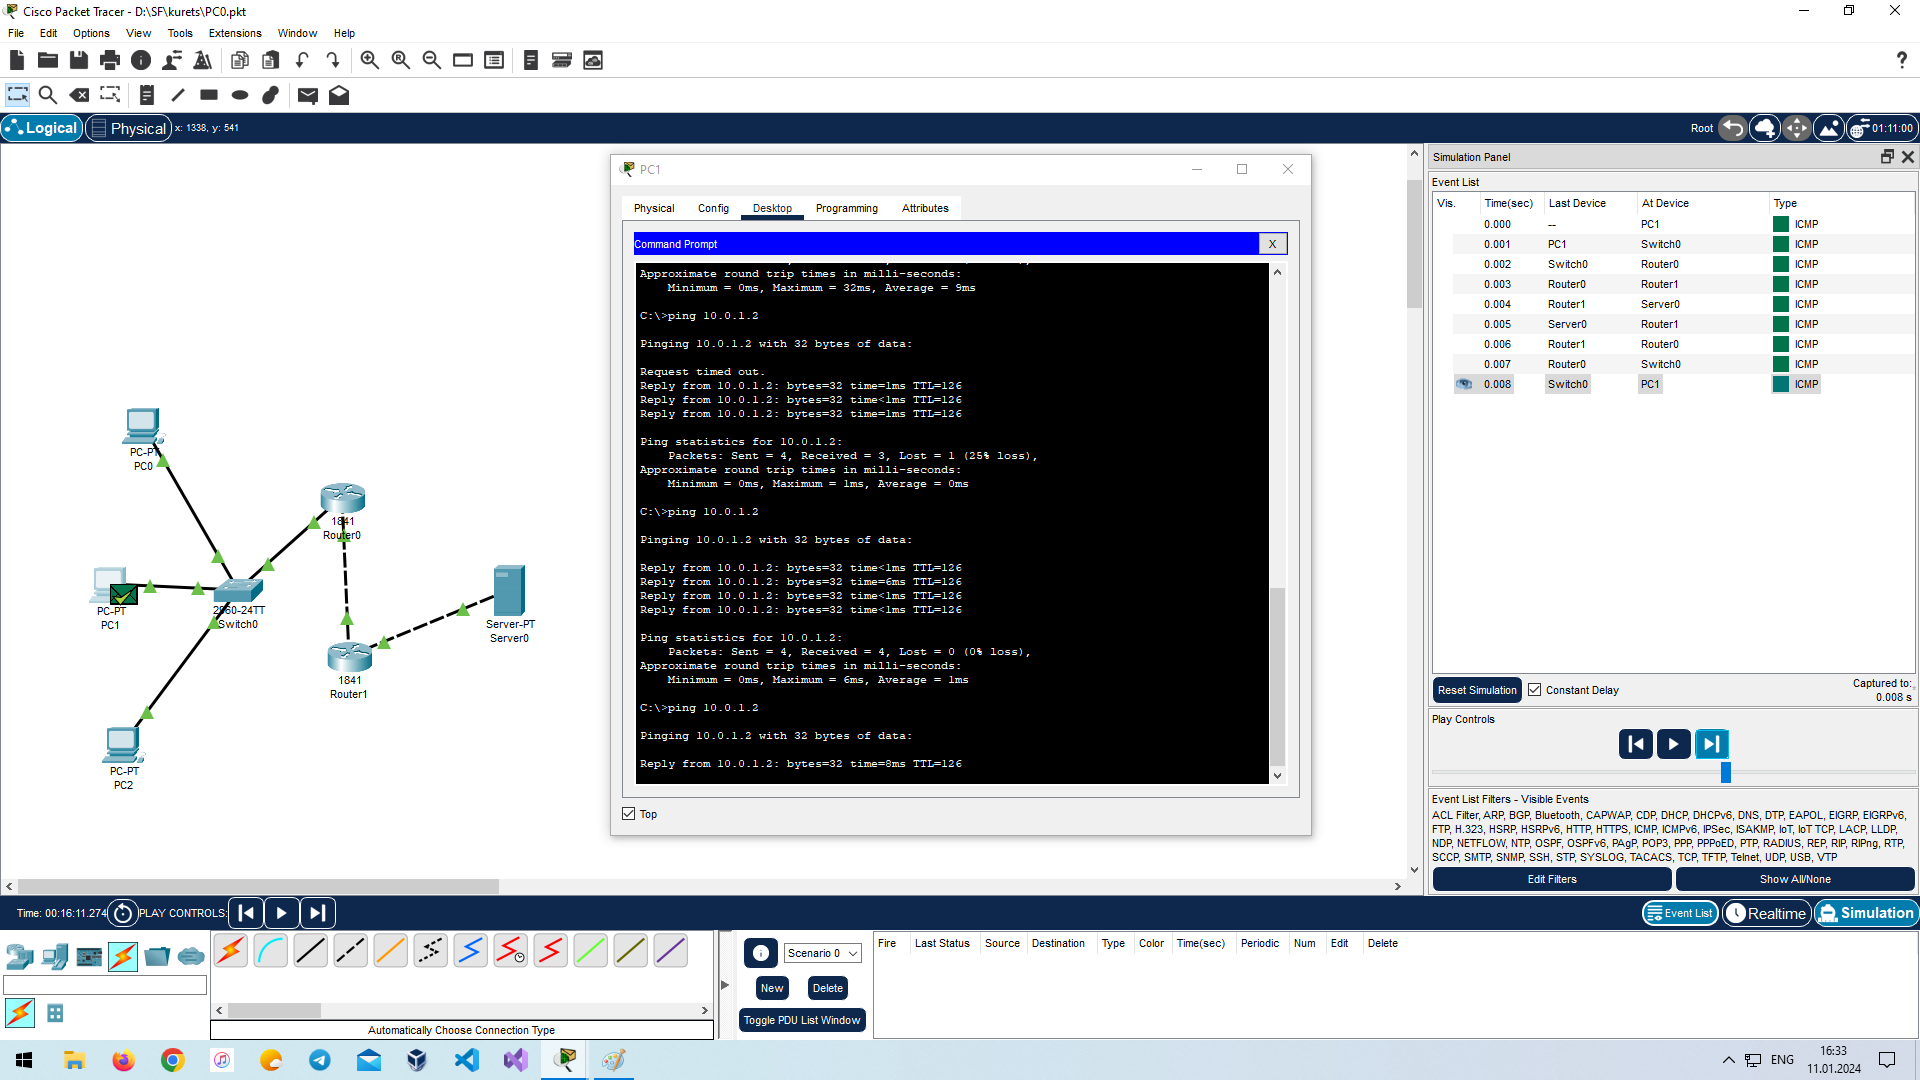 Cisco Packet Tracer - D:\SF\kurets\PC0.pkt
File Edit Options View Tools Extensions Window Help
Logical Physical x: 1338, y: 541 Root 01:11:00
PC1
Physical Config Desktop Programming Attributes
Command Prompt X
Approximate round trip times in milli-seconds:
Minimum = 0ms, Maximum = 32ms, Average = 9ms
C:\>ping 10.0.1.2
Pinging 10.0.1.2 with 32 bytes of data:
Request timed out.
Reply from 10.0.1.2: bytes=32 time=1ms TTL=126
Reply from 10.0.1.2: bytes=32 time<1ms TTL=126
Reply from 10.0.1.2: bytes=32 time=1ms TTL=126
Ping statistics for 10.0.1.2:
Packets: Sent = 4, Received = 3, Lost = 1 (25% loss),
Approximate round trip times in milli-seconds:
Minimum = 0ms, Maximum = 1ms, Average = 0ms
C:\>ping 10.0.1.2
Pinging 10.0.1.2 with 32 bytes of data:
Reply from 10.0.1.2: bytes=32 time<1ms TTL=126
Reply from 10.0.1.2: bytes=32 time=6ms TTL=126
Reply from 10.0.1.2: bytes=32 time<1ms TTL=126
Reply from 10.0.1.2: bytes=32 time<1ms TTL=126
Ping statistics for 10.0.1.2:
Packets: Sent = 4, Received = 4, Lost = 0 (0% loss),
Approximate round trip times in milli-seconds:
Minimum = 0ms, Maximum = 6ms, Average = 1ms
C:\>ping 10.0.1.2
Pinging 10.0.1.2 with 32 bytes of data:
Reply from 10.0.1.2: bytes=32 time=8ms TTL=126
Top
PC-PT
PC0
1841
Router0
PC-PT
PC1
2960-24TT
Switch0
Server-PT
Server0
1841
Router1
PC-PT
PC2
Simulation Panel
Event List
Vis. Time(sec) Last Device At Device Type
0.000 -- PC1 ICMP
0.001 PC1 Switch0 ICMP
0.002 Switch0 Router0 ICMP
0.003 Router0 Router1 ICMP
0.004 Router1 Server0 ICMP
0.005 Server0 Router1 ICMP
0.006 Router1 Router0 ICMP
0.007 Router0 Switch0 ICMP
0.008 Switch0 PC1 ICMP
Reset Simulation Constant Delay Captured to:
0.008 s
Play Controls
Event List Filters - Visible Events
ACL Filter, ARP, BGP, Bluetooth, CAPWAP, CDP, DHCP, DHCPv6, DNS, DTP, EAPOL, EIGRP, EIGRPv6,
FTP, H.323, HSRP, HSRPv6, HTTP, HTTPS, ICMP, ICMPv6, IPSec, ISAKMP, IoT, IoT TCP, LACP, LLDP,
NDP, NETFLOW, NTP, OSPF, OSPFv6, PAgP, POP3, PPP, PPPoED, PTP, RADIUS, REP, RIP, RIPng, RTP,
SCCP, SMTP, SNMP, SSH, STP, SYSLOG, TACACS, TCP, TFTP, Telnet, UDP, USB, VTP
Edit Filters Show All/None
Time: 00:16:11.274 PLAY CONTROLS: Event List Realtime Simulation
Scenario 0
New Delete
Toggle PDU List Window
Fire Last Status Source Destination Type Color Time(sec) Periodic Num Edit Delete
Automatically Choose Connection Type
ENG 16:33
11.01.2024